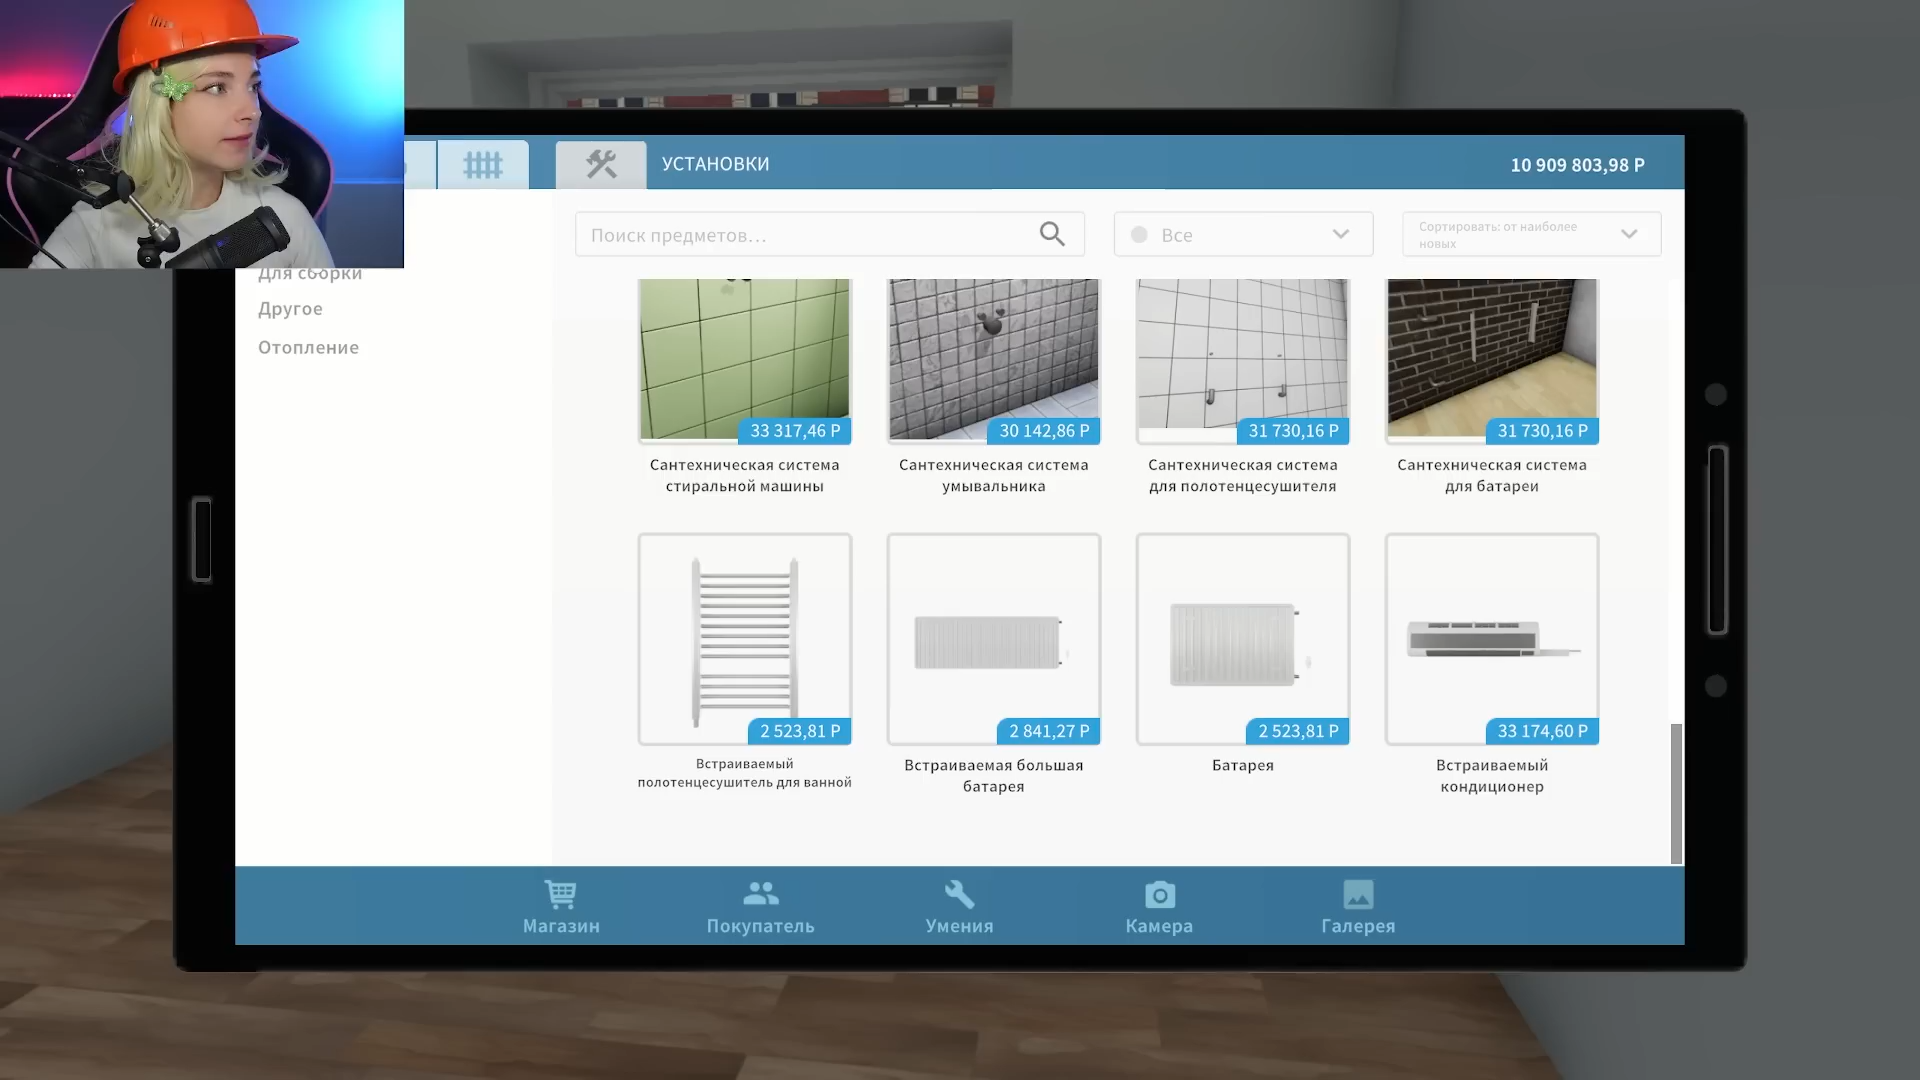 УСТАНОВКИ
10 909 803,98 Р
Поиск предметов...
Все
Сортировать: от наиболее
новых
Для сборки
Другое
Отопление
33 317,46 Р
30 142,86 Р
31 730,16 Р
31 730,16 Р
Сантехническая система
стиральной машины
Сантехническая система
умывальника
Сантехническая система
для полотенцесушителя
Сантехническая система
для батареи
2 523,81 Р
2 841,27 Р
2 523,81 Р
33 174,60 Р
Встраиваемый
полотенцесушитель для ванной
Встраиваемая большая
батарея
Батарея
Встраиваемый
кондиционер
Магазин
Покупатель
Умения
Камера
Галерея